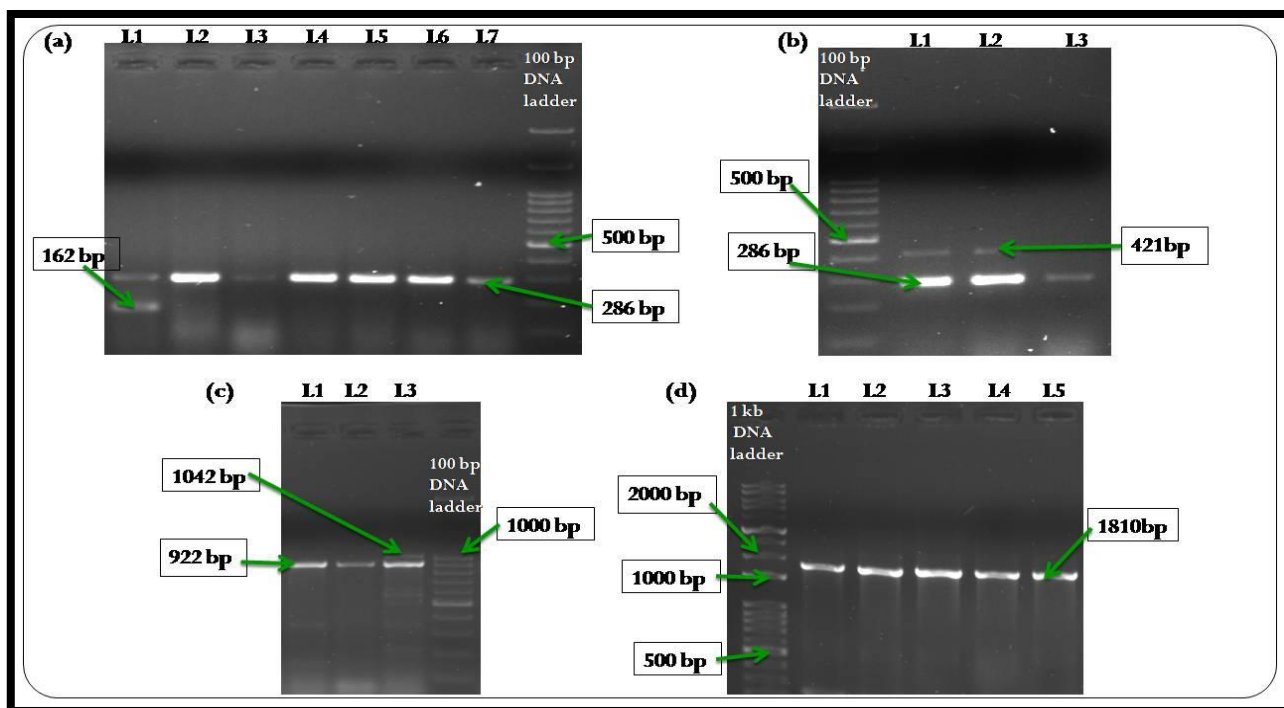 (a) L1 L2 L3 L4 L5 L6 L7
100 bp
DNA
ladder
500 bp
162 bp
286 bp
(b) L1 L2 L3
100 bp
DNA
ladder
500 bp
286 bp
421bp
(c) L1 L2 L3
100 bp
DNA
ladder
1042 bp
1000 bp
922 bp
(d) L1 L2 L3 L4 L5
1 kb
DNA
ladder
2000 bp
1810bp
1000 bp
500 bp